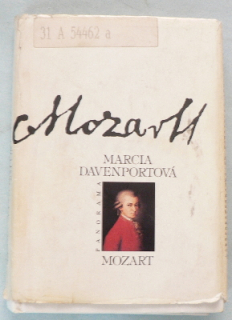 31 A 54462 a
Mozart
MARCIA
DAVENPORTOVÁ
PANORAMA
MOZART